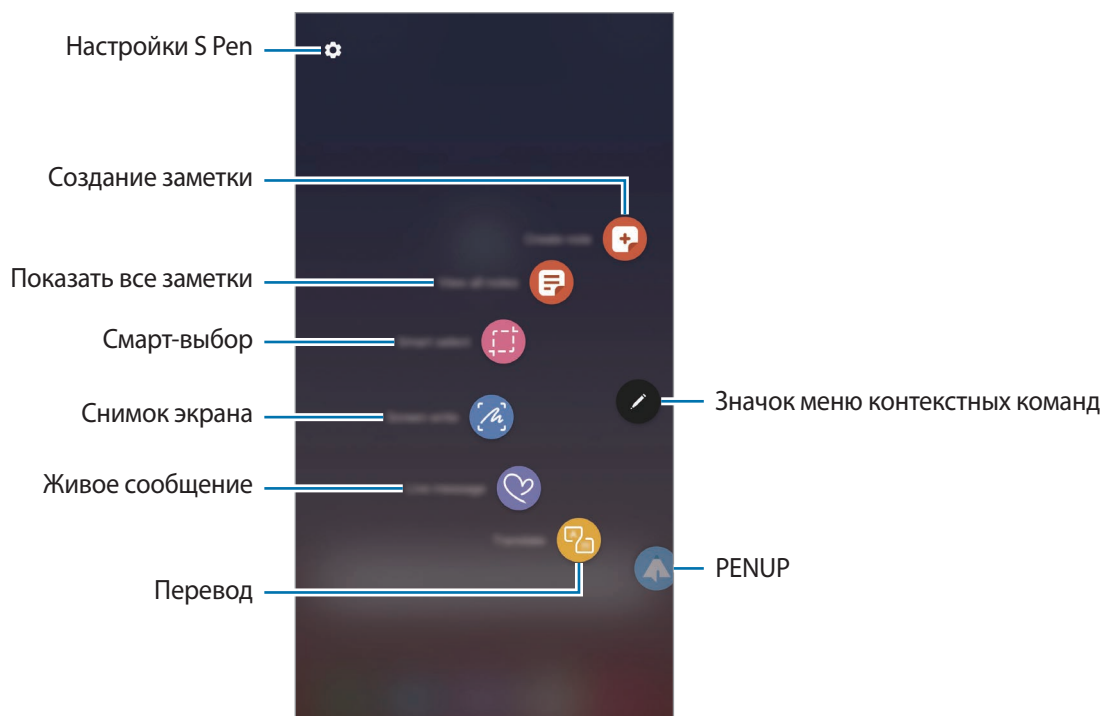 Настройки S Pen
Создание заметки
Create note
Показать все заметки
View all notes
Смарт-выбор
Smart select
Снимок экрана
Screen write
Значок меню контекстных команд
Живое сообщение
Live message
Translate
PENUP
Перевод